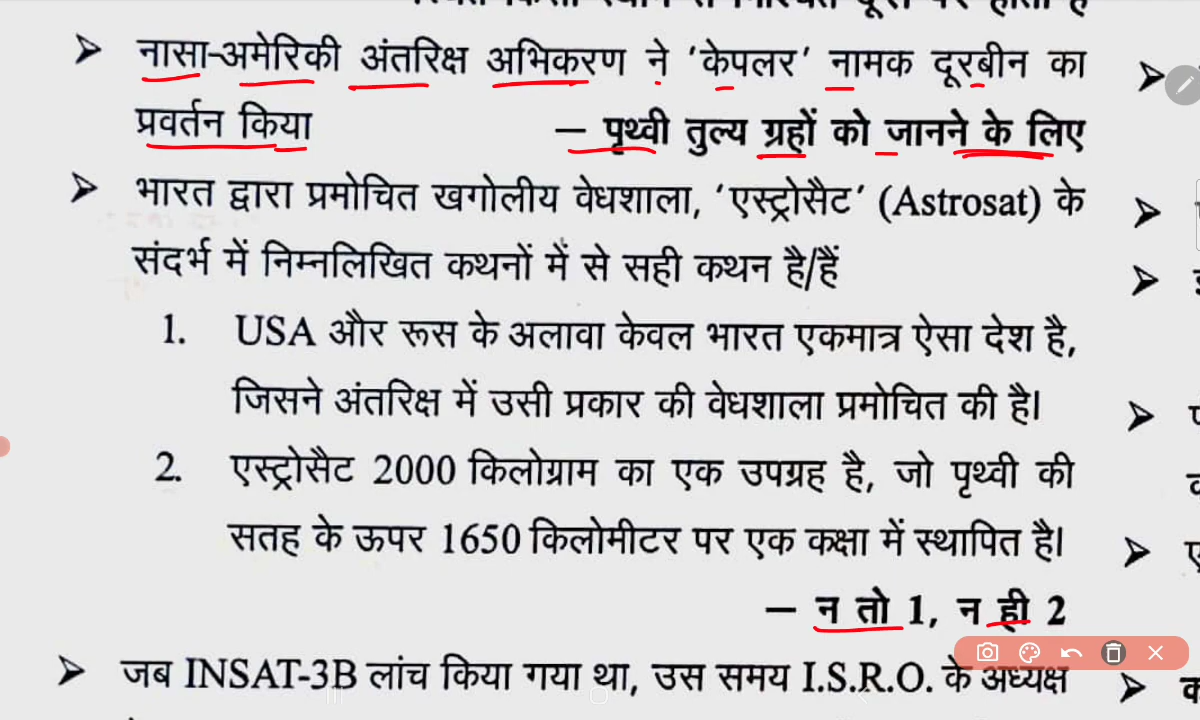 ➤ नासा-अमेरिकी अंतरिक्ष अभिकरण ने 'केपलर' नामक दूरबीन का
प्रवर्तन किया — पृथ्वी तुल्य ग्रहों को जानने के लिए
➤ भारत द्वारा प्रमोचित खगोलीय वेधशाला, 'एस्ट्रोसैट' (Astrosat) के
संदर्भ में निम्नलिखित कथनों में से सही कथन है/हैं
1. USA और रूस के अलावा केवल भारत एकमात्र ऐसा देश है,
जिसने अंतरिक्ष में उसी प्रकार की वेधशाला प्रमोचित की है।
2. एस्ट्रोसैट 2000 किलोग्राम का एक उपग्रह है, जो पृथ्वी की
सतह के ऊपर 1650 किलोमीटर पर एक कक्षा में स्थापित है।
— न तो 1, न ही 2
➤ जब INSAT-3B लांच किया गया था, उस समय I.S.R.O. के अध्यक्ष